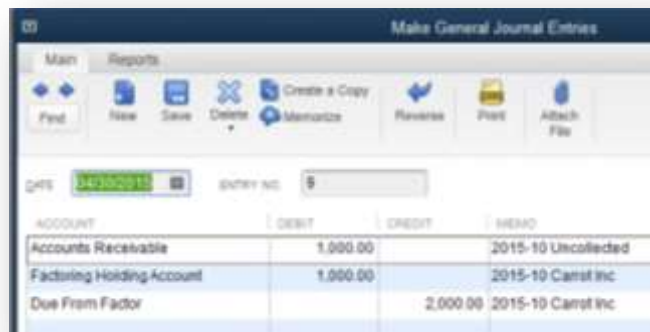 Make General Journal Entries
Main Reports
Find New Save Delete Create a Copy Memorize Reverse Print Attach File
DATE 04/30/2015 ENTRY NO. 9
ACCOUNT DEBIT CREDIT MEMO
Accounts Receivable 1,000.00 2015-10 Uncollected
Factoring Holding Account 1,000.00 2015-10 Carrot Inc
Due From Factor 2,000.00 2015-10 Carrot Inc